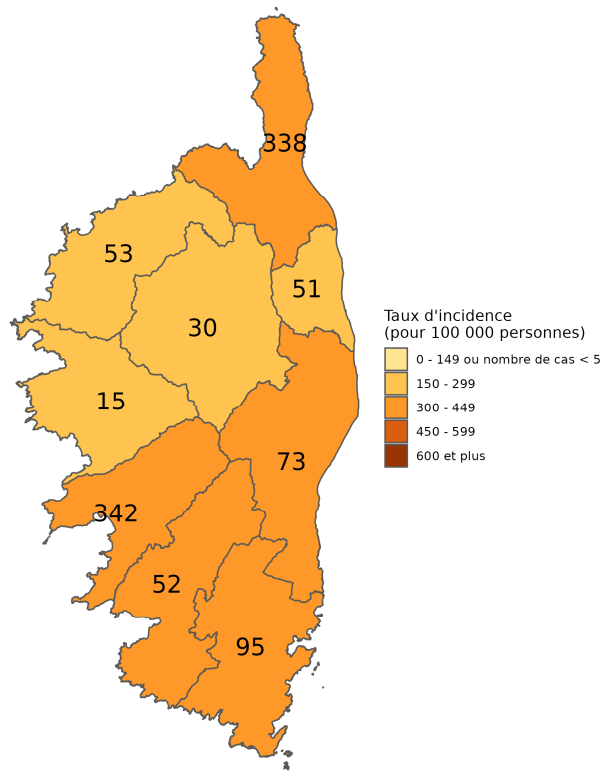 338
53
51
30
Taux d'incidence
(pour 100 000 personnes)
0 - 149 ou nombre de cas < 5
150 - 299
15
300 - 449
450 - 599
73
600 et plus
342
52
95